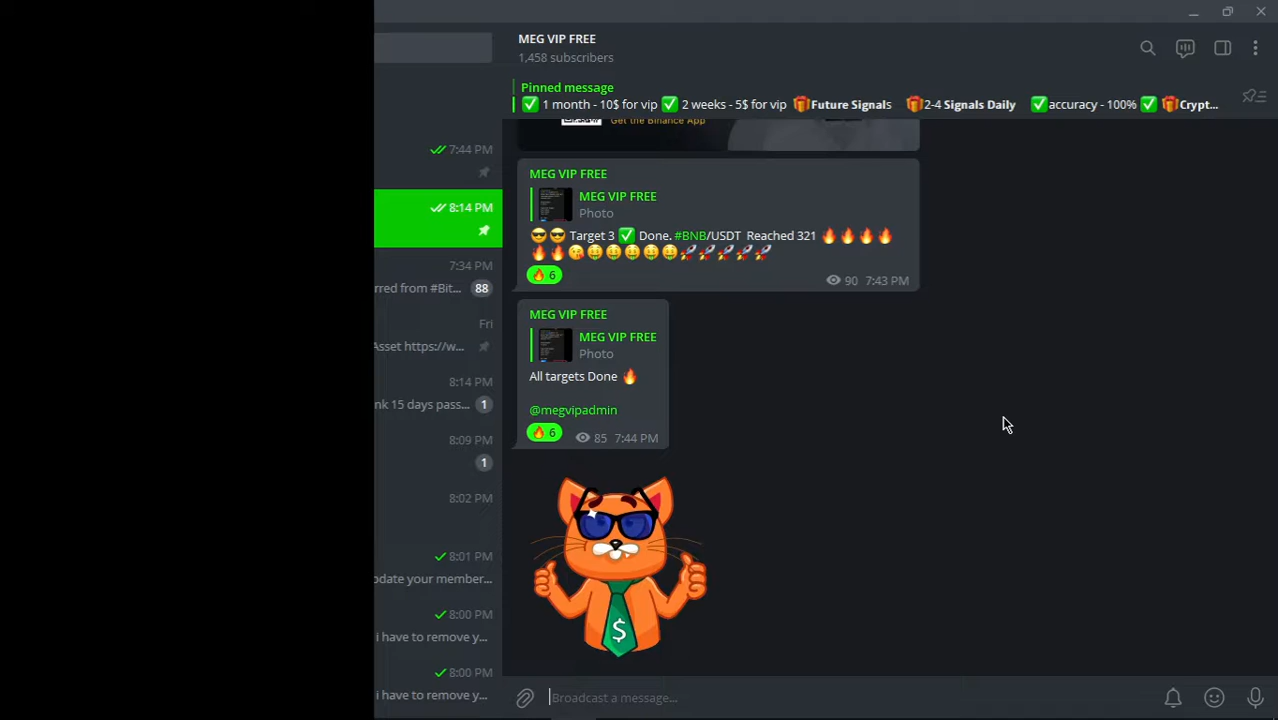 MEG VIP FREE
1,458 subscribers
Pinned message
✅ 1 month - 10$ for vip ✅ 2 weeks - 5$ for vip 🎁Future Signals 🎁2-4 Signals Daily ✅accuracy - 100% ✅ 🎁Crypt...
Get the Binance App
7:44 PM
8:14 PM
7:34 PM
rred from #Bit... 88
Fri
Asset https://w...
8:14 PM
nk 15 days pass... 1
8:09 PM
1
8:02 PM
8:01 PM
odate your member...
8:00 PM
i have to remove y...
8:00 PM
i have to remove y...
MEG VIP FREE
MEG VIP FREE
Photo
😎😎 Target 3 ✅ Done. #BNB/USDT Reached 321 🔥🔥🔥🔥
🔥🔥😘🤑🤑🤑🤑🤑🚀🚀🚀🚀🚀
🔥 6
90 7:43 PM
MEG VIP FREE
MEG VIP FREE
Photo
All targets Done 🔥
@megvipadmin
🔥 6 85 7:44 PM
$
Broadcast a message...